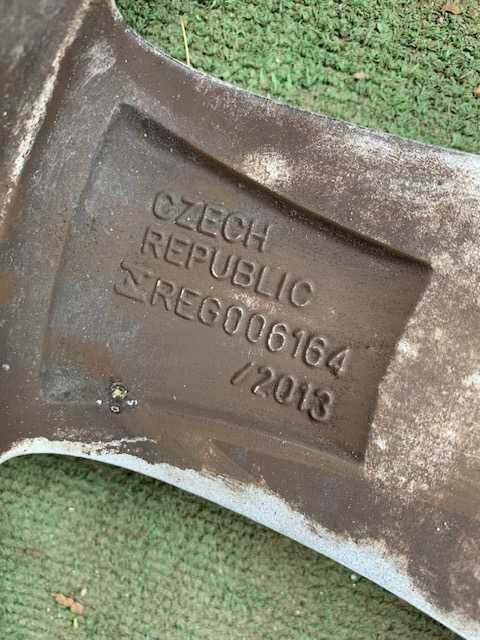 CZECH
REPUBLIC
REG006164
/2013